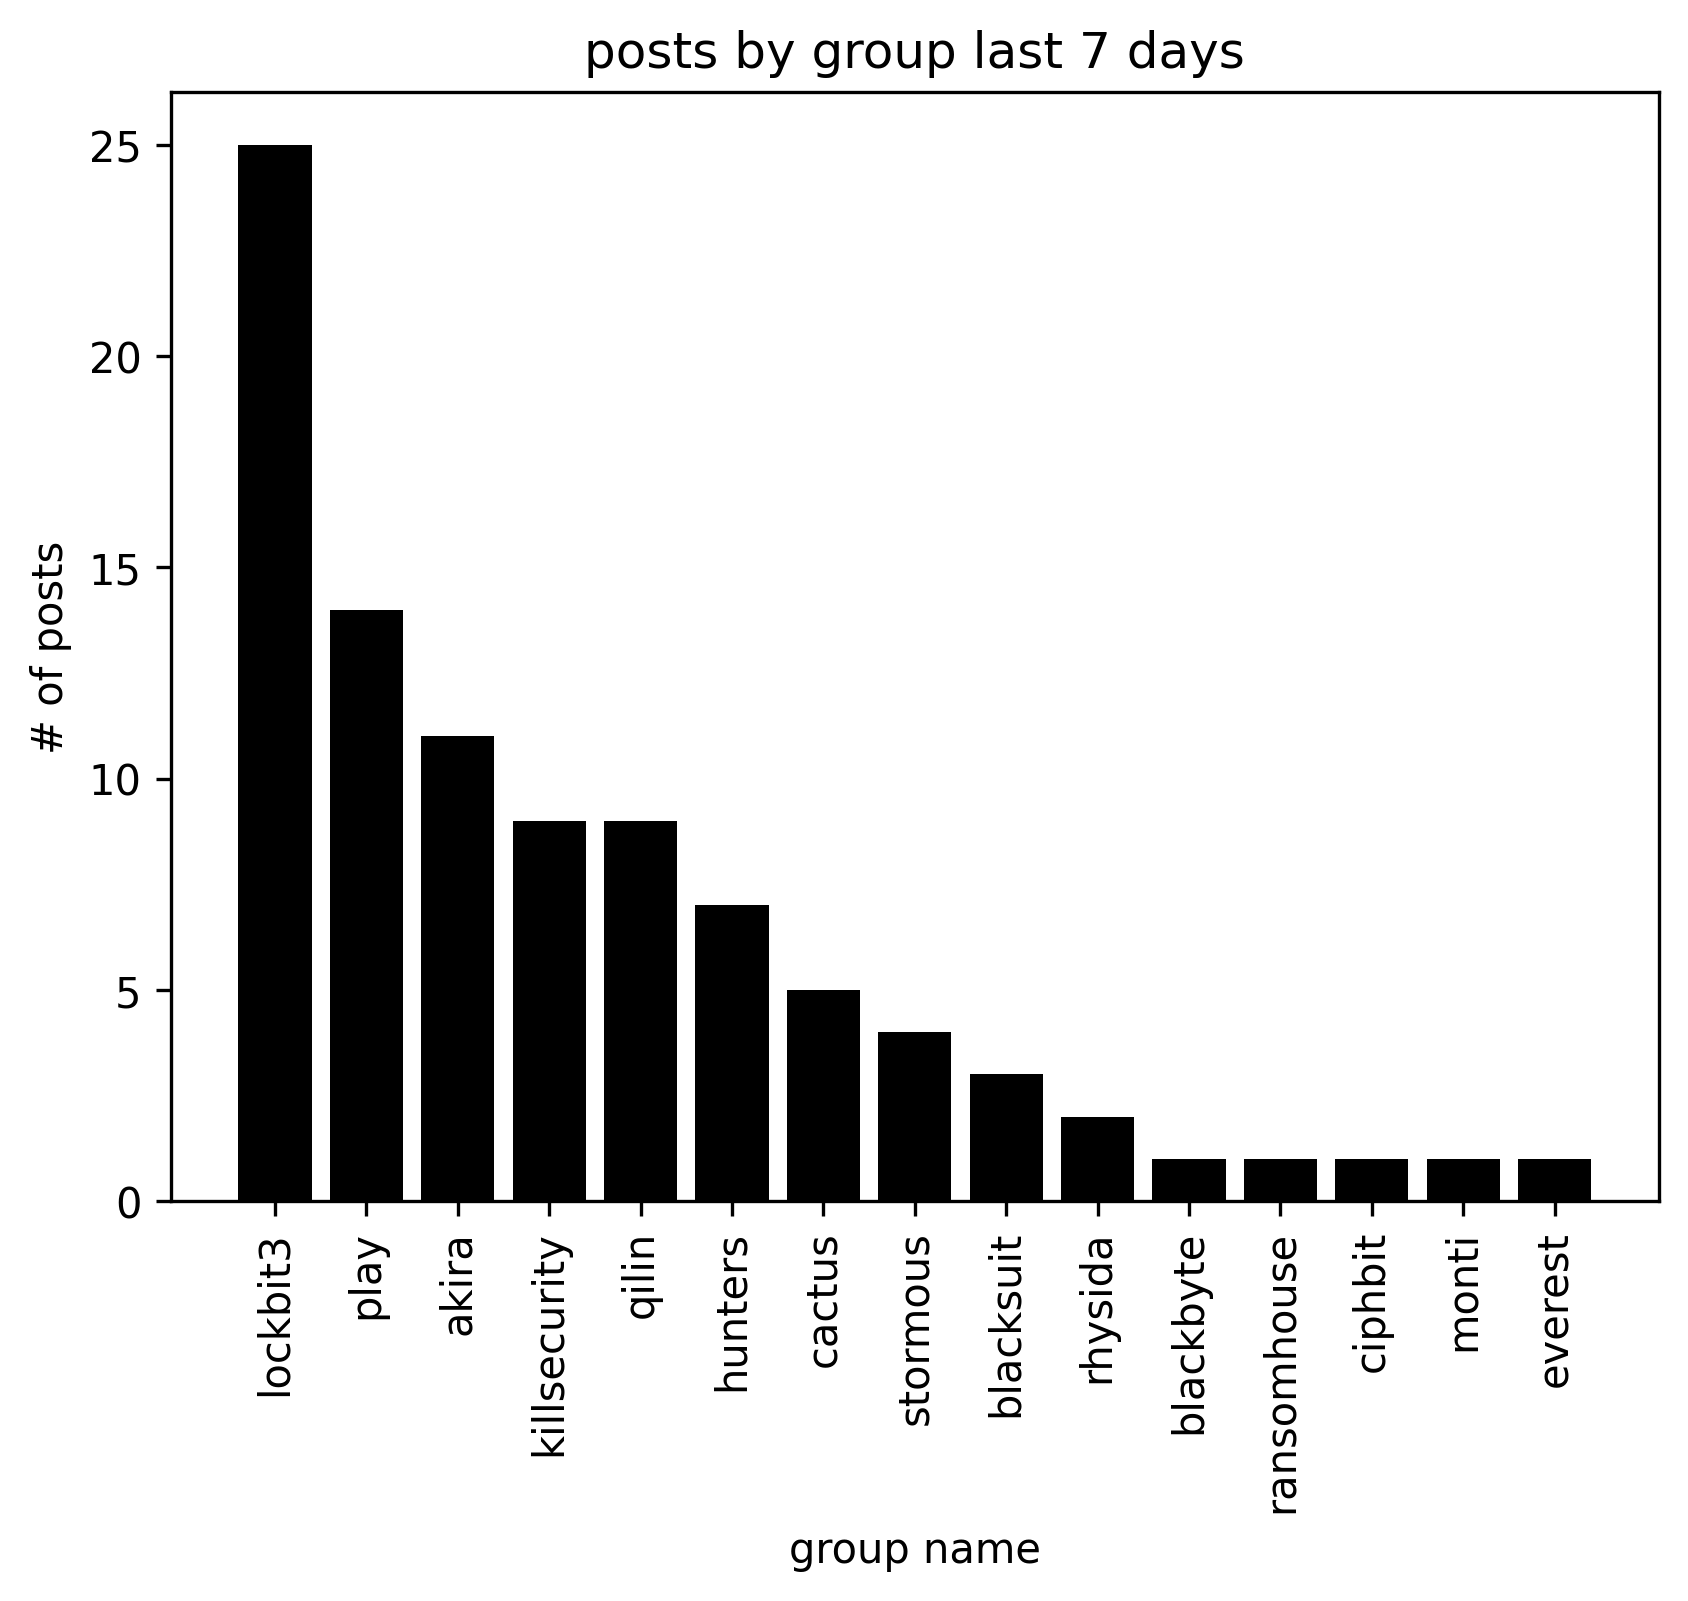 posts by group last 7 days
# of posts
25
20
15
10
5
0
lockbit3
play
akira
killsecurity
qilin
hunters
cactus
stormous
blacksuit
rhysida
blackbyte
ransomhouse
ciphbit
monti
everest
group name